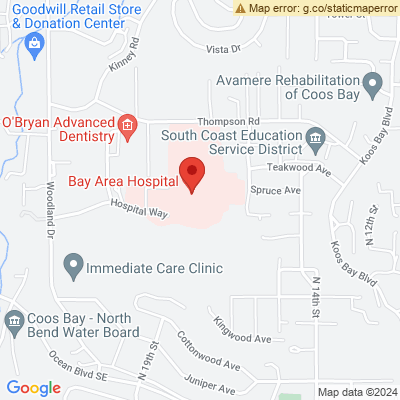 Goodwill Retail Store
& Donation Center
Map error: g.co/staticmaperror
Tower St
Kinney Rd
Vista Dr
Avamere Rehabilitation
of Coos Bay
O'Bryan Advanced
Dentistry
Thompson Rd
South Coast Education
Service District
Koos Bay Blvd
Teakwood Ave
Bay Area Hospital
Spruce Ave
Woodland Dr
Hospital Way
N 12th Sr
Koos Bay Blvd
Immediate Care Clinic
N 14th St
Coos Bay - North
Bend Water Board
Kingwood Ave
N 19th St
Cottonwood Ave
Ocean Blvd SE
Juniper Ave
Google
Map data ©2024